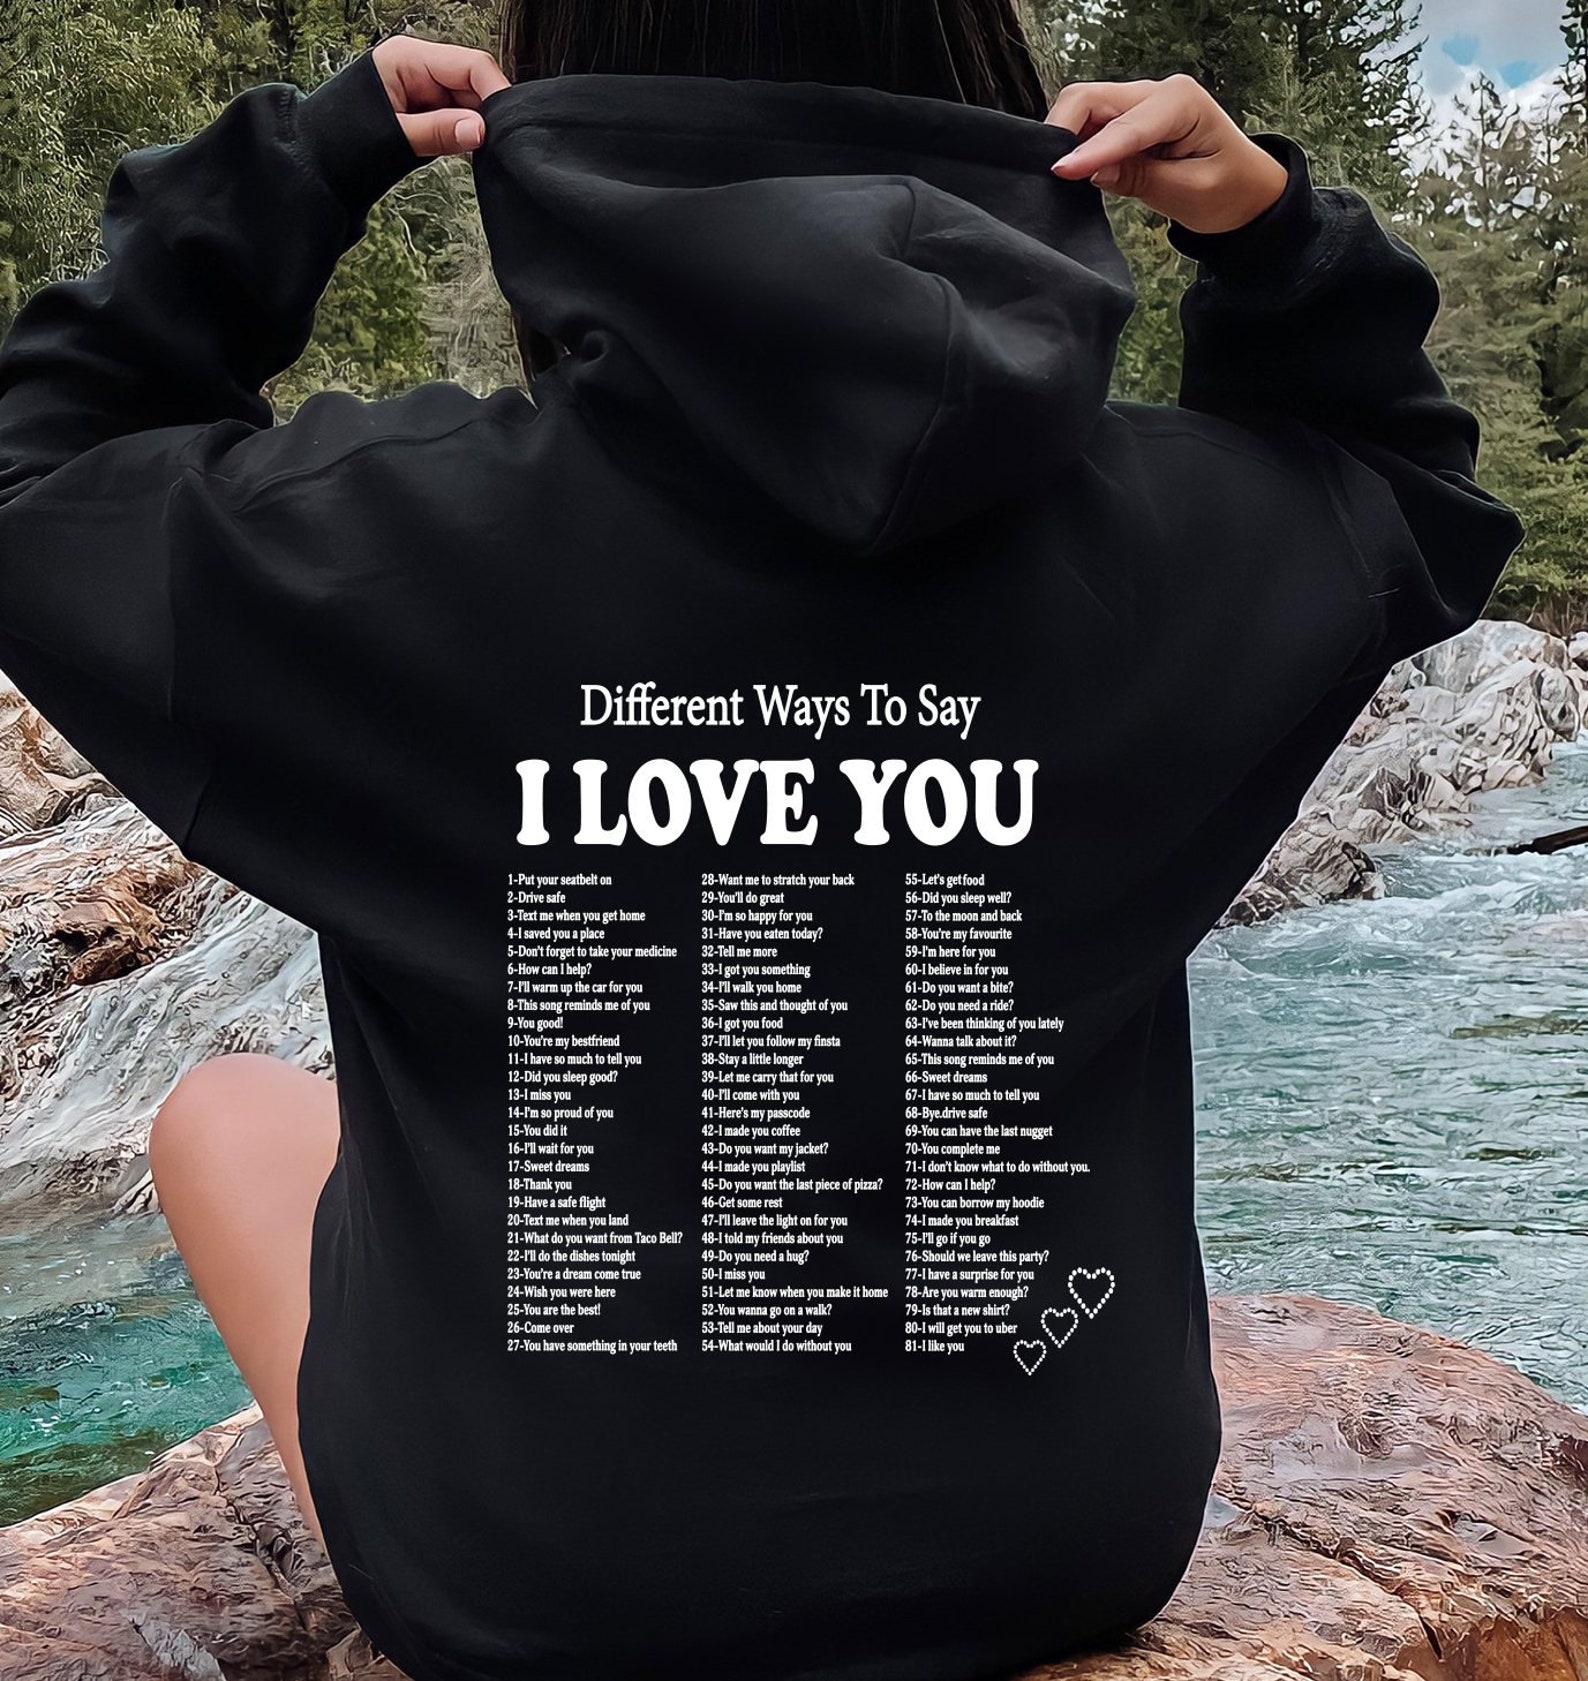 Different Ways To Say
I LOVE YOU
1-Put your seatbelt on
2-Drive safe
3-Text me when you get home
4-I saved you a place
5-Don't forget to take your medicine
6-How can I help?
7-I'll warm up the car for you
8-This song reminds me of you
9-You good!
10-You're my bestfriend
11-I have so much to tell you
12-Did you sleep good?
13-I miss you
14-I'm so proud of you
15-You did it
16-I'll wait for you
17-Sweet dreams
18-Thank you
19-Have a safe flight
20-Text me when you land
21-What do you want from Taco Bell?
22-I'll do the dishes tonight
23-You're a dream come true
24-Wish you were here
25-You are the best!
26-Come over
27-You have something in your teeth
28-Want me to stratch your back
29-You'll do great
30-I'm so happy for you
31-Have you eaten today?
32-Tell me more
33-I got you something
34-I'll walk you home
35-Saw this and thought of you
36-I got you food
37-I'll let you follow my finsta
38-Stay a little longer
39-Let me carry that for you
40-I'll come with you
41-Here's my passcode
42-I made you coffee
43-Do you want my jacket?
44-I made you playlist
45-Do you want the last piece of pizza?
46-Get some rest
47-I'll leave the light on for you
48-I told my friends about you
49-Do you need a hug?
50-I miss you
51-Let me know when you make it home
52-You wanna go on a walk?
53-Tell me about your day
54-What would I do without you
55-Let's get food
56-Did you sleep well?
57-To the moon and back
58-You're my favourite
59-I'm here for you
60-I believe in for you
61-Do you want a bite?
62-Do you need a ride?
63-I've been thinking of you lately
64-Wanna talk about it?
65-This song reminds me of you
66-Sweet dreams
67-I have so much to tell you
68-Bye.drive safe
69-You can have the last nugget
70-You complete me
71-I don't know what to do without you.
72-How can I help?
73-You can borrow my hoodie
74-I made you breakfast
75-I'll go if you go
76-Should we leave this party?
77-I have a surprise for you
78-Are you warm enough?
79-Is that a new shirt?
80-I will get you to uber
81-I like you